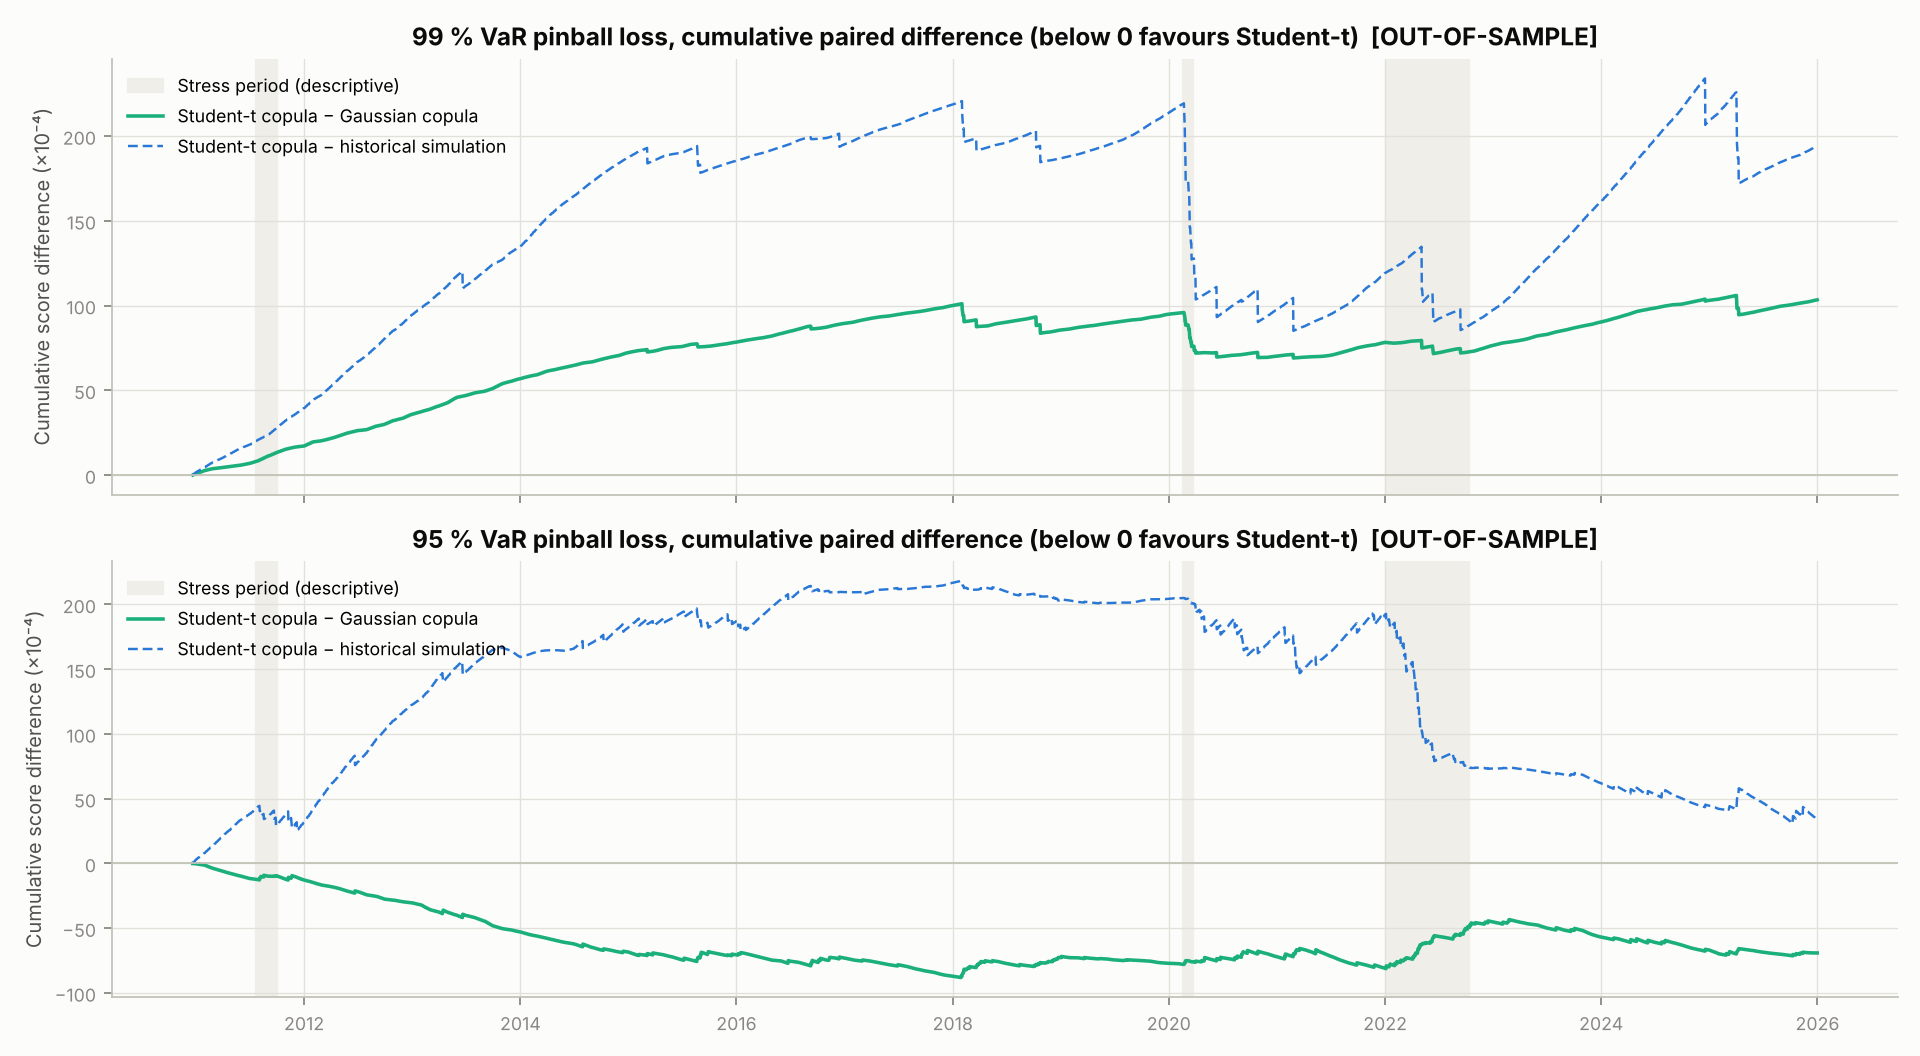 99 % VaR pinball loss, cumulative paired difference (below 0 favours Student-t)  [OUT-OF-SAMPLE]
Cumulative score difference (×10⁻⁴)
Stress period (descriptive)
Student-t copula − Gaussian copula
Student-t copula − historical simulation
200
150
100
50
0
95 % VaR pinball loss, cumulative paired difference (below 0 favours Student-t)  [OUT-OF-SAMPLE]
Cumulative score difference (×10⁻⁴)
Stress period (descriptive)
Student-t copula − Gaussian copula
Student-t copula − historical simulation
200
150
100
50
0
−50
−100
2012 2014 2016 2018 2020 2022 2024 2026